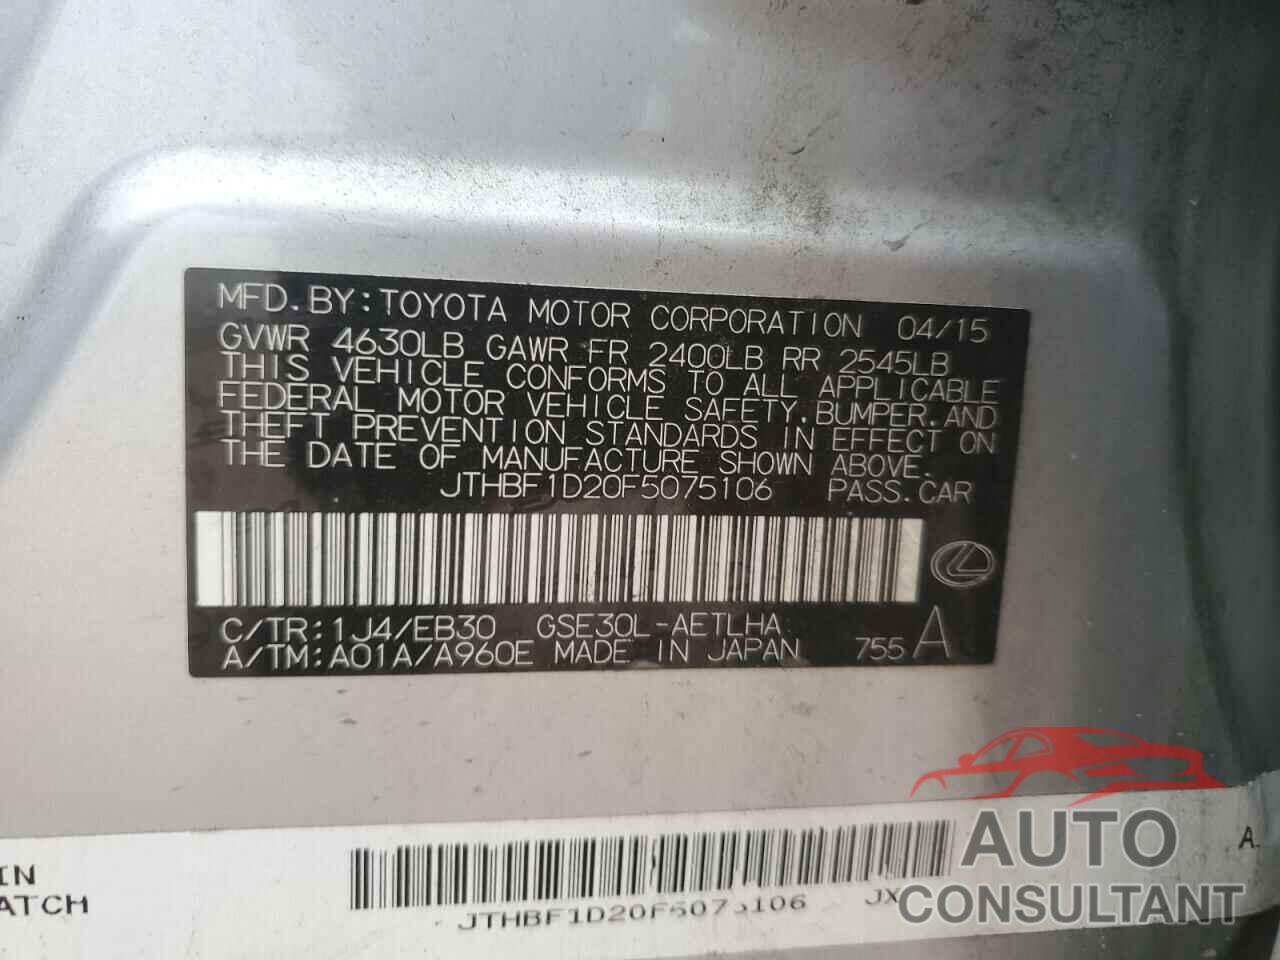 MFD. BY: TOYOTA MOTOR CORPORATION 04/15
GVWR 4630LB GAWR FR 2400LB RR 2545LB
THIS VEHICLE CONFORMS TO ALL APPLICABLE
FEDERAL MOTOR VEHICLE SAFETY, BUMPER, AND
THEFT PREVENTION STANDARDS IN EFFECT ON
THE DATE OF MANUFACTURE SHOWN ABOVE.
JTHBF1D20F5075106 PASS. CAR
C/TR: 1J4/EB30 GSE30L-AETLHA
A/TM: A01A/A960E MADE IN JAPAN 755 A
IN
ATCH
JTHBF1D20F5075106 JX
A.
AUTO
CONSULTANT